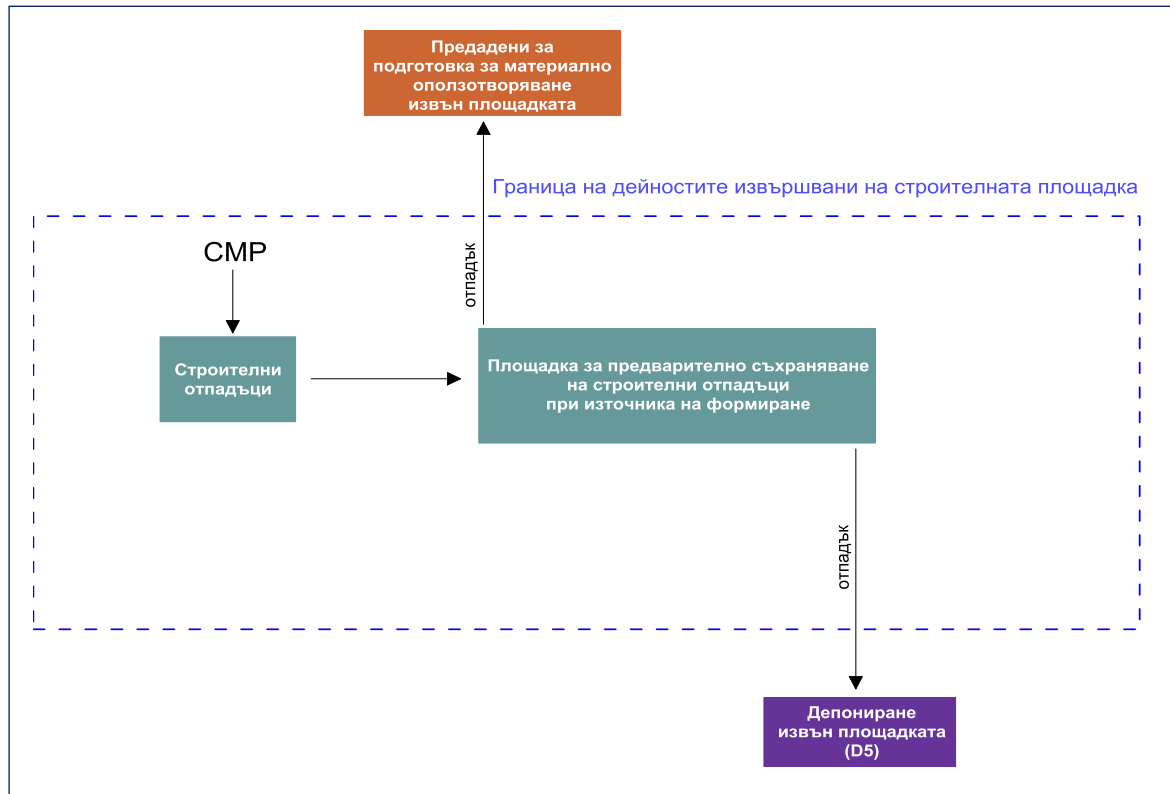 Предадени за
подготовка за материално
оползотворяване
извън площадката
Граница на дейностите извършвани на строителната площадка
СМР
отпадък
Строителни
отпадъци
Площадка за предварително съхраняване
на строителни отпадъци
при източника на формиране
отпадък
Депониране
извън площадката
(D5)